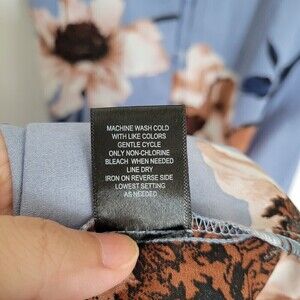 MACHINE WASH COLD
WITH LIKE COLORS
GENTLE CYCLE
ONLY NON-CHLORINE
BLEACH WHEN NEEDED
LINE DRY
IRON ON REVERSE SIDE
LOWEST SETTING
AS NEEDED